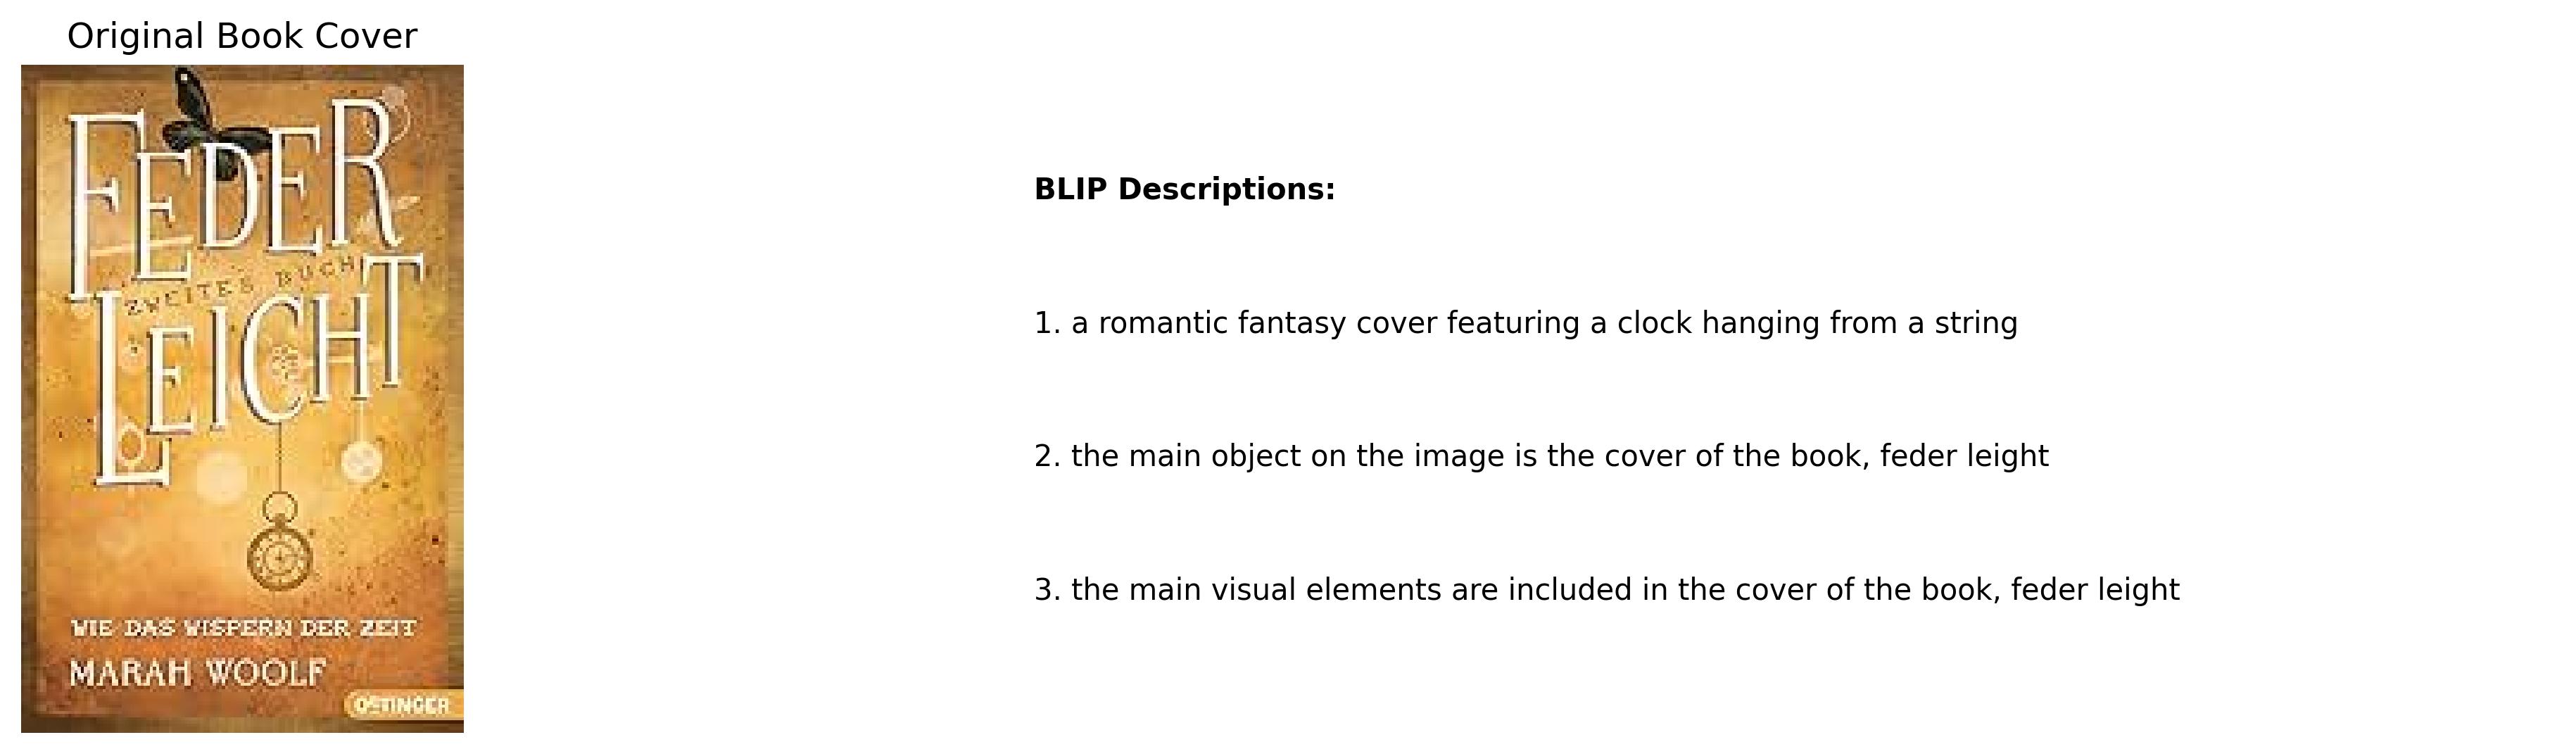 Original Book Cover
FEDER
ZWEITES BUCH
LEICHT
WIE DAS WISPERN DER ZEIT
MARAH WOOLF
OETINGER
BLIP Descriptions:
1. a romantic fantasy cover featuring a clock hanging from a string
2. the main object on the image is the cover of the book, feder leight
3. the main visual elements are included in the cover of the book, feder leight